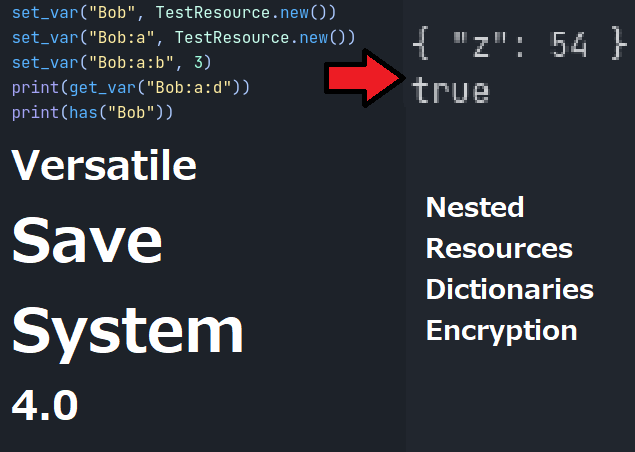 set_var("Bob", TestResource.new())
set_var("Bob:a", TestResource.new())
set_var("Bob:a:b", 3)
print(get_var("Bob:a:d"))
print(has("Bob"))
{ "z": 54 }
true
Versatile
Save
System
4.0
Nested
Resources
Dictionaries
Encryption